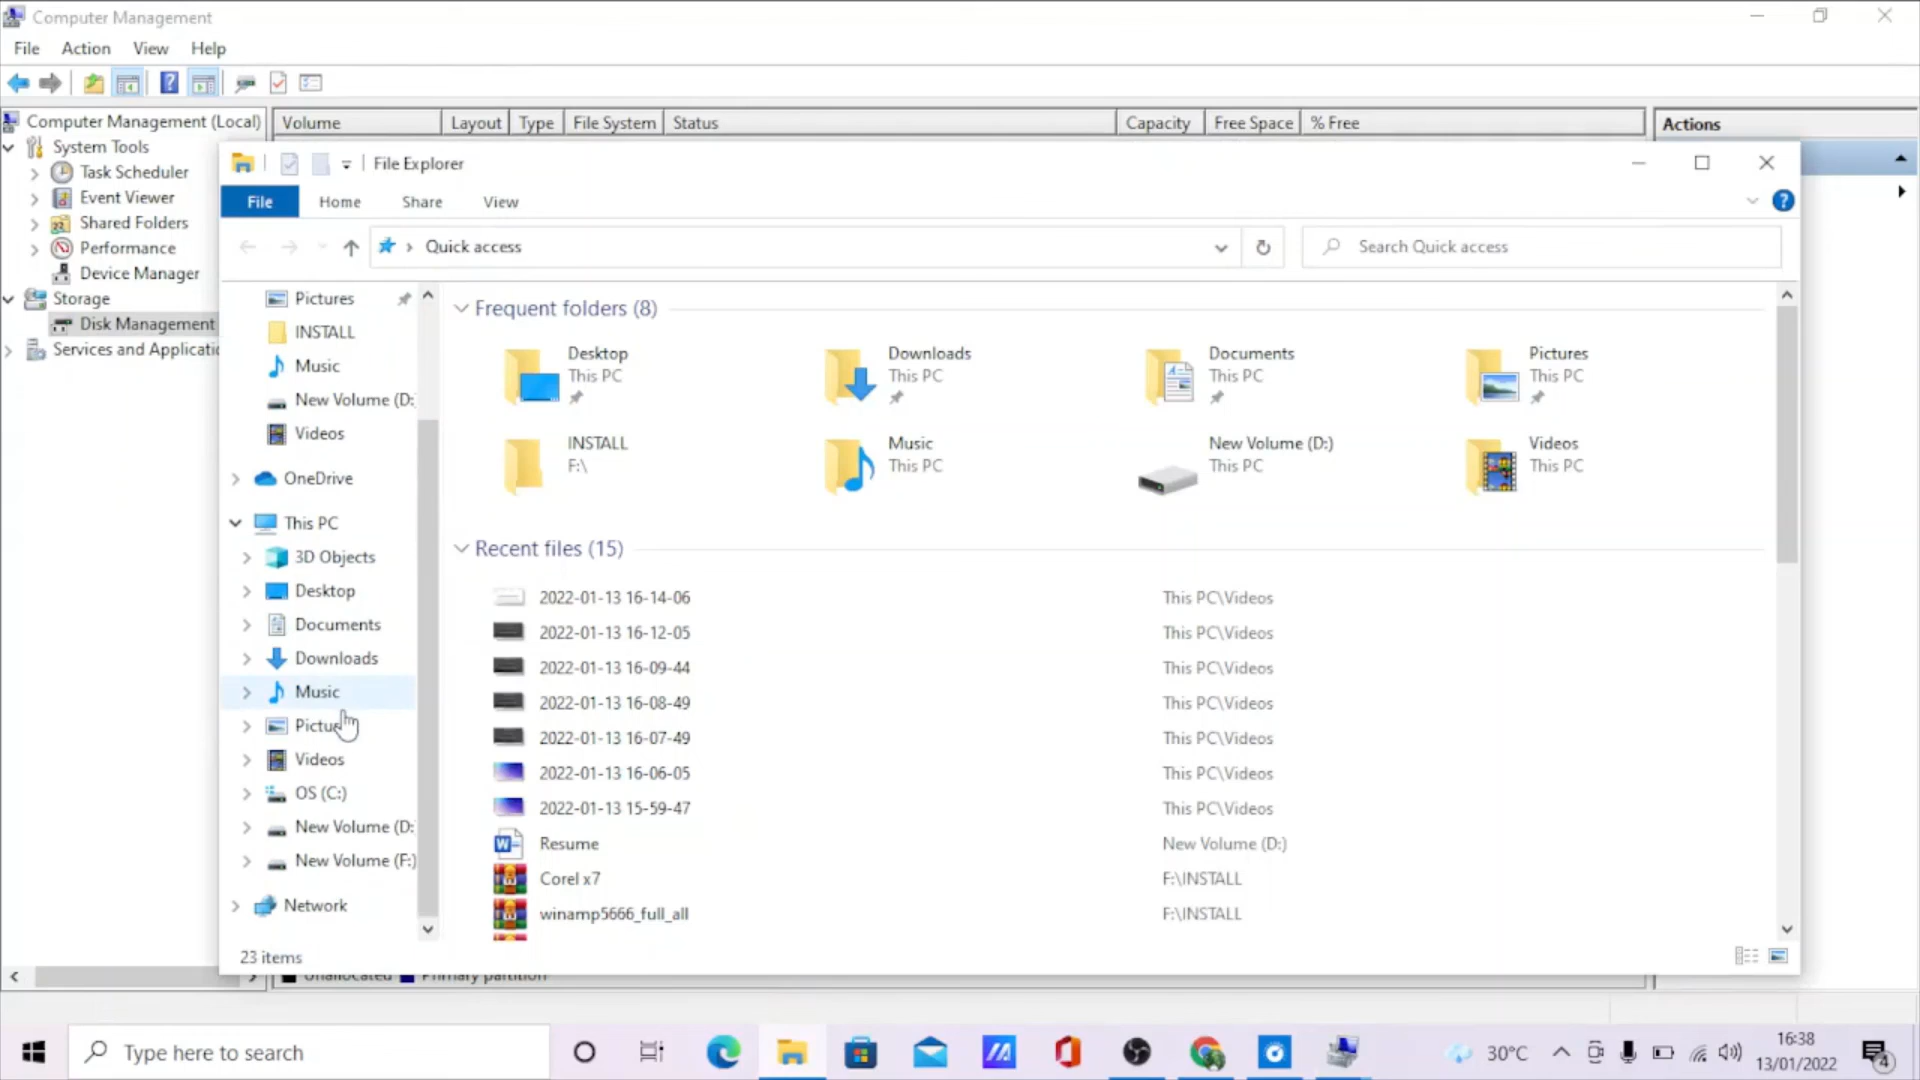 Computer Management
File Action View Help
Computer Management (Local)
System Tools
Task Scheduler
Event Viewer
Shared Folders
Performance
Device Manager
Storage
Disk Management
Services and Applicatic
Volume Layout Type File System Status Capacity Free Space % Free
Actions
File Explorer
File Home Share View
Quick access
Search Quick access
Pictures
INSTALL
Music
New Volume (D:
Videos
OneDrive
This PC
3D Objects
Desktop
Documents
Downloads
Music
Pictu
Videos
OS (C:)
New Volume (D:
New Volume (F:)
Network
Frequent folders (8)
Desktop
This PC
Downloads
This PC
Documents
This PC
Pictures
This PC
INSTALL
F:\
Music
This PC
New Volume (D:)
This PC
Videos
This PC
Recent files (15)
2022-01-13 16-14-06 This PC\Videos
2022-01-13 16-12-05 This PC\Videos
2022-01-13 16-09-44 This PC\Videos
2022-01-13 16-08-49 This PC\Videos
2022-01-13 16-07-49 This PC\Videos
2022-01-13 16-06-05 This PC\Videos
2022-01-13 15-59-47 This PC\Videos
Resume New Volume (D:)
Corel x7 F:\INSTALL
winamp5666_full_all F:\INSTALL
23 items
Unallocated Primary partition
Type here to search
30°C
16:38
13/01/2022
4